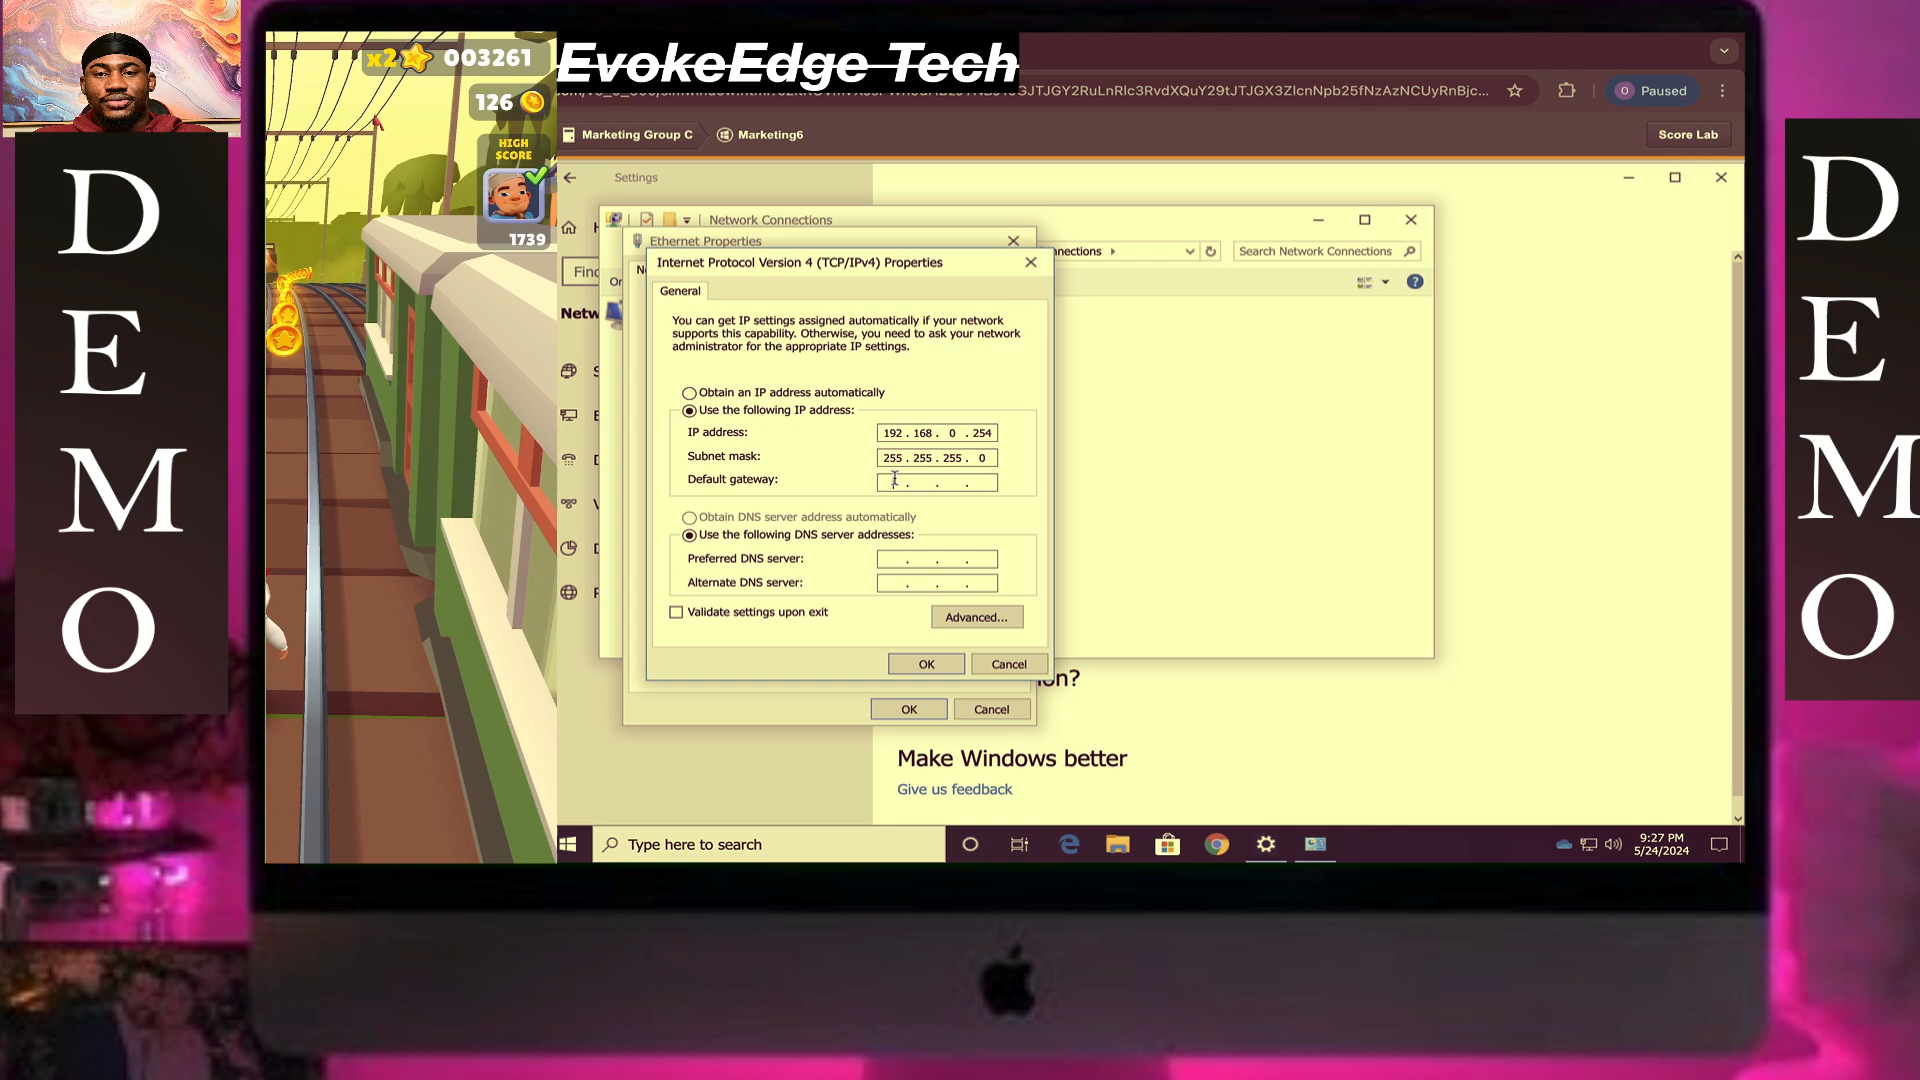 D
E
M
O
x2 003261
126
HIGH
SCORE
1739
EvokeEdge Tech
Paused
Marketing Group C
Marketing6
Score Lab
Settings
Network Connections
Ethernet Properties
Search Network Connections
Internet Protocol Version 4 (TCP/IPv4) Properties
General
You can get IP settings assigned automatically if your network
supports this capability. Otherwise, you need to ask your network
administrator for the appropriate IP settings.
Obtain an IP address automatically
Use the following IP address:
IP address: 192 . 168 . 0 . 254
Subnet mask: 255 . 255 . 255 . 0
Default gateway: . . .
Obtain DNS server address automatically
Use the following DNS server addresses:
Preferred DNS server: . . .
Alternate DNS server: . . .
Validate settings upon exit
Advanced...
OK Cancel
OK Cancel
Make Windows better
Give us feedback
Type here to search
9:27 PM
5/24/2024
D
E
M
O